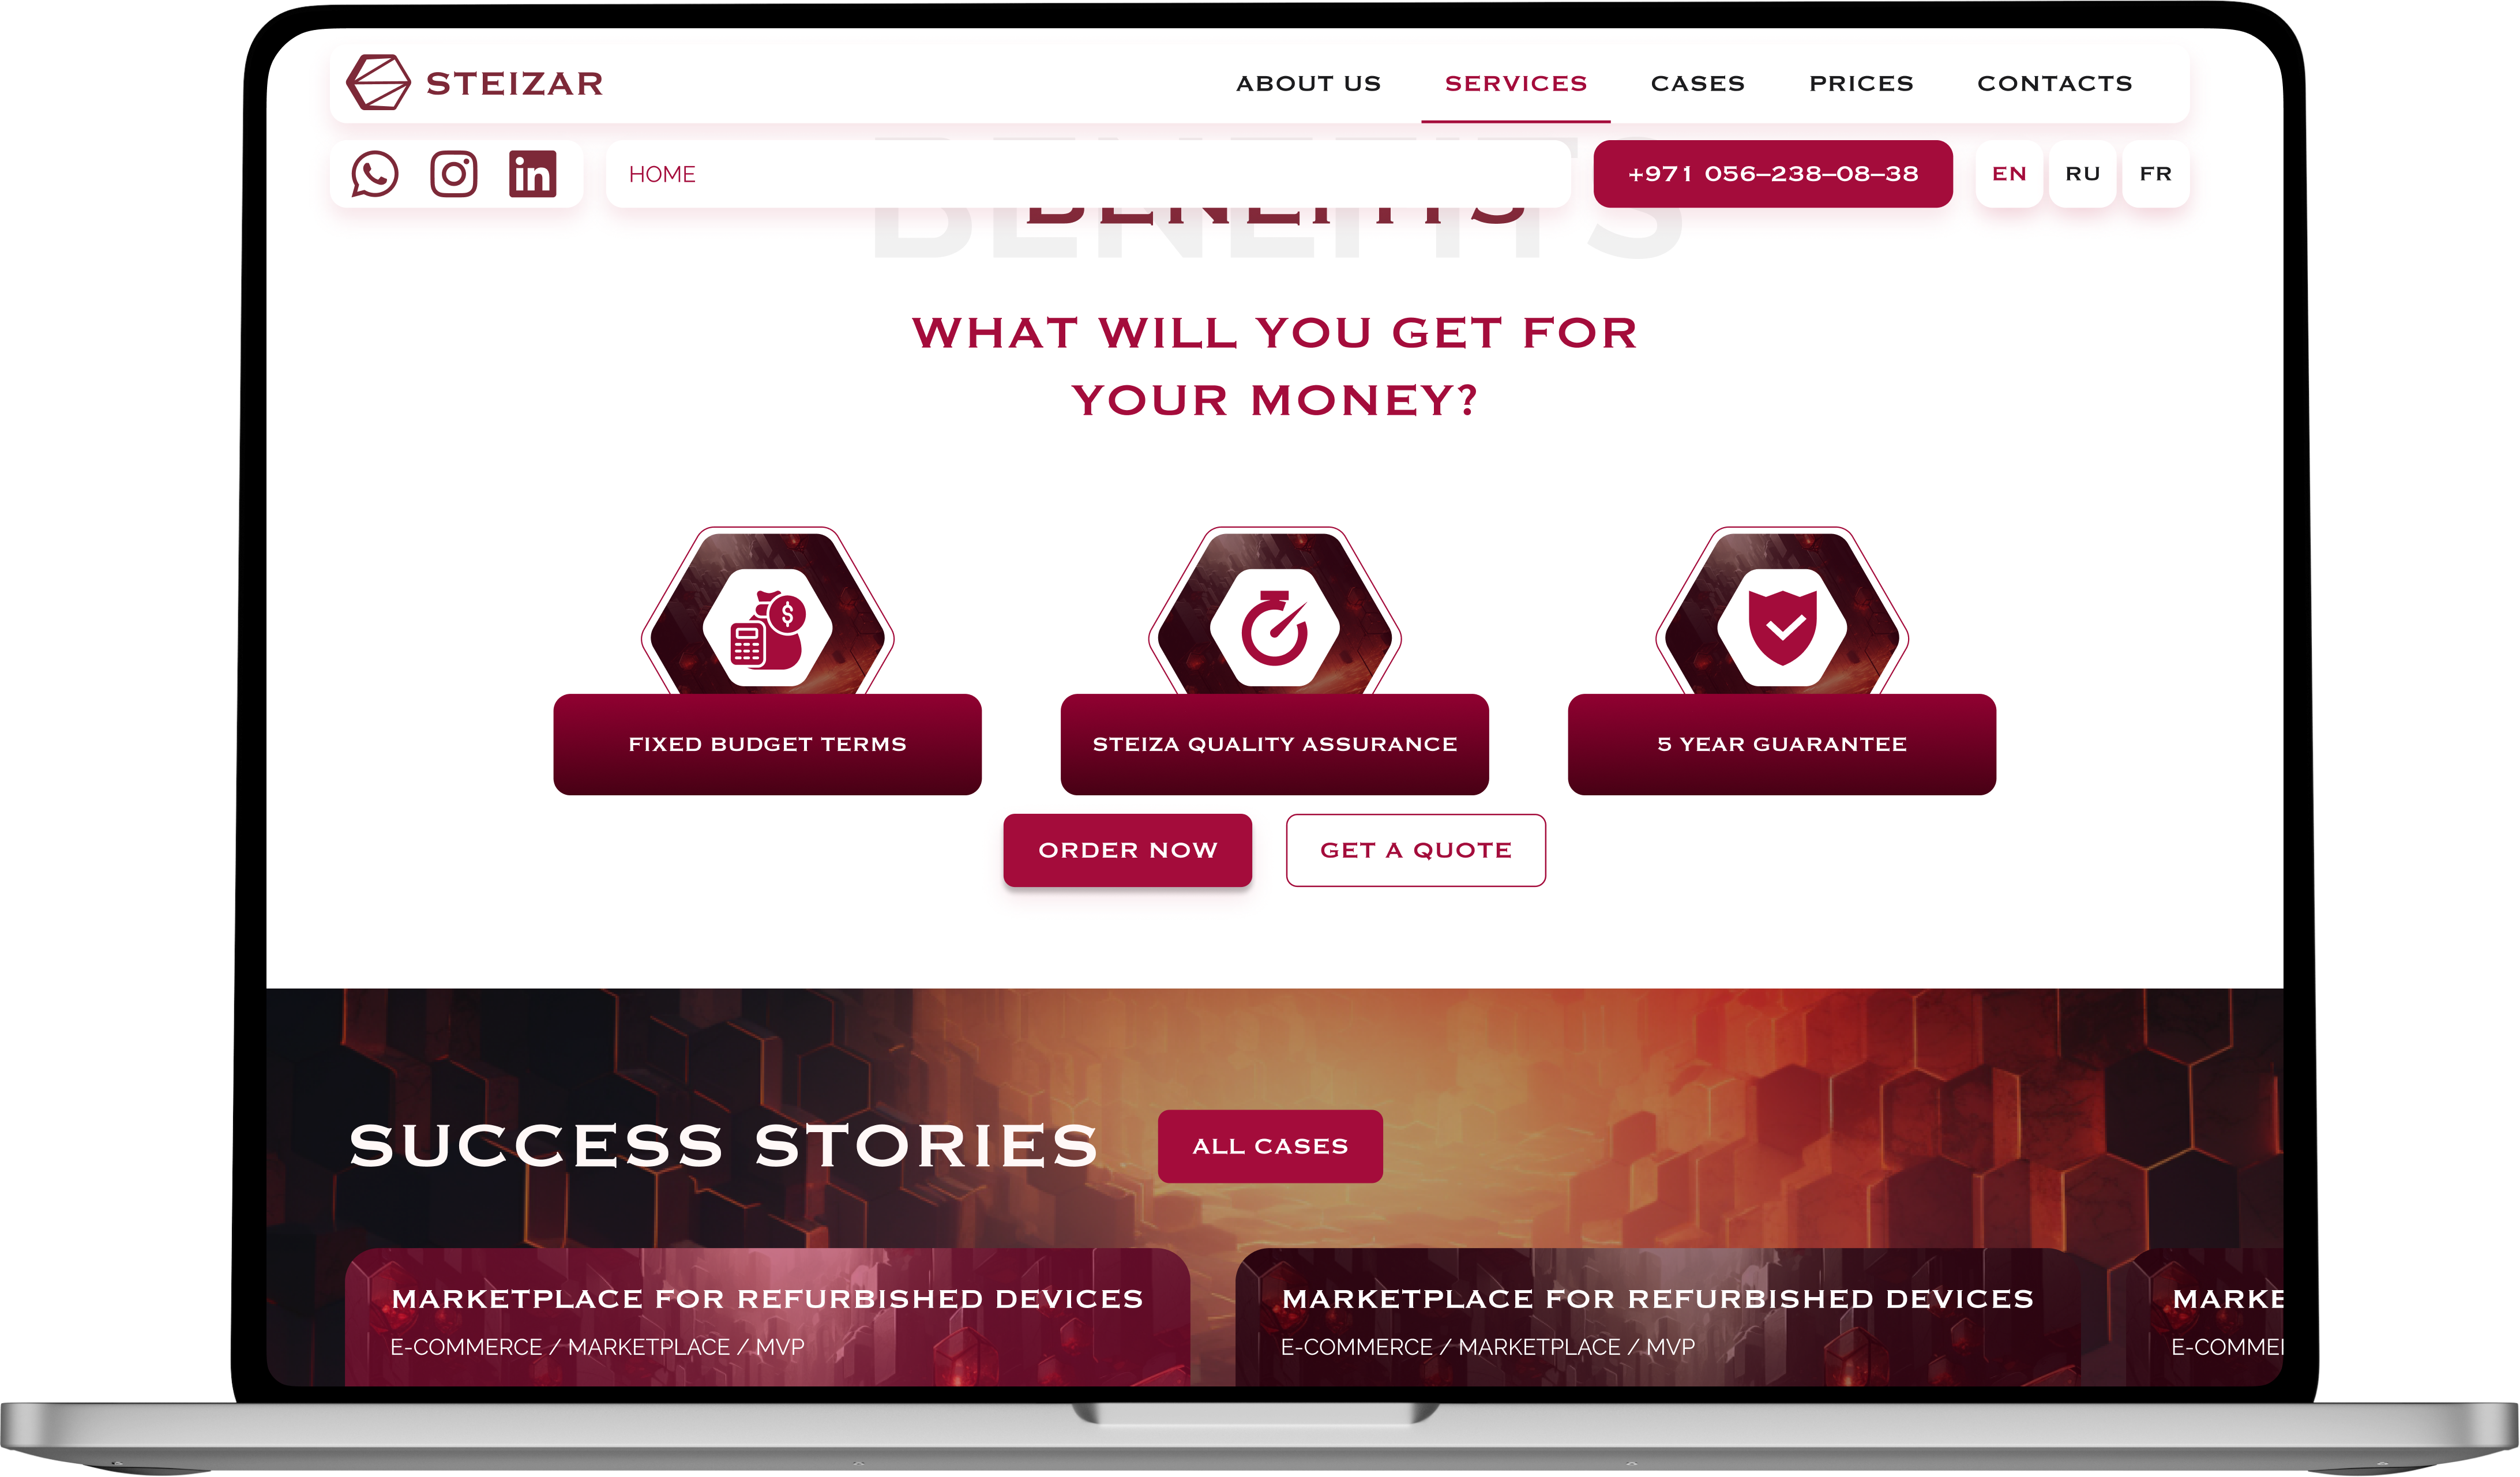 STEIZAR
ABOUT US SERVICES CASES PRICES CONTACTS
HOME
+971 056–238–08–38
EN RU FR
BENEFITS
BENEFITS
WHAT WILL YOU GET FOR
YOUR MONEY?
$
FIXED BUDGET TERMS
STEIZA QUALITY ASSURANCE
5 YEAR GUARANTEE
ORDER NOW
GET A QUOTE
SUCCESS STORIES
ALL CASES
MARKETPLACE FOR REFURBISHED DEVICES
E-COMMERCE / MARKETPLACE / MVP
MARKETPLACE FOR REFURBISHED DEVICES
E-COMMERCE / MARKETPLACE / MVP
MARKE
E-COMME